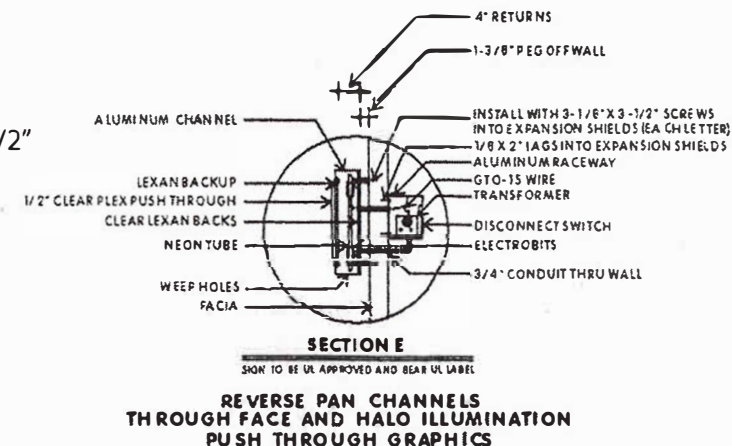 4" RETURNS
1-3/8" PEG OFF WALL
/2"
ALUMINUM CHANNEL
INSTALL WITH 3-1/8" X 3-1/2" SCREWS
INTO EXPANSION SHIELDS (EACH LETTER)
1/8 X 2" LAGS INTO EXPANSION SHIELDS
ALUMINUM RACEWAY
LEXAN BACKUP
GTO-15 WIRE
1/2" CLEAR PLEX PUSH THROUGH
TRANSFORMER
CLEAR LEXAN BACKS
DISCONNECT SWITCH
NEON TUBE
ELECTROBITS
3/4" CONDUIT THRU WALL
WEEP HOLES
FACIA
SECTION E
SIGN TO BE UL APPROVED AND BEAR UL LABEL
REVERSE PAN CHANNELS
THROUGH FACE AND HALO ILLUMINATION
PUSH THROUGH GRAPHICS